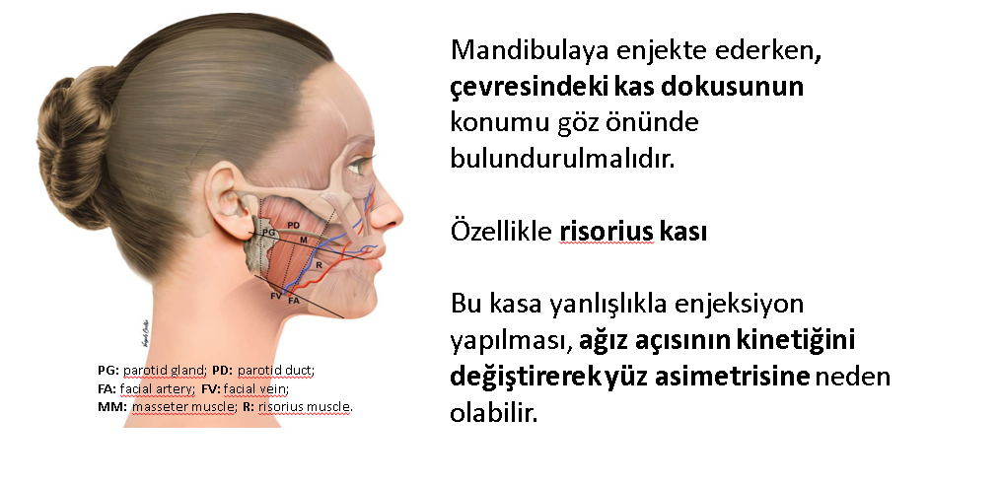 Mandibulaya enjekte ederken,
çevresindeki kas dokusunun
konumu göz önünde
bulundurulmalıdır.
Özellikle risorius kası
Bu kasa yanlışlıkla enjeksiyon
yapılması, ağız açısının kinetiğini
değiştirerek yüz asimetrisine neden
olabilir.
PD
PG
M
R
FV
FA
PG: parotid gland; PD: parotid duct;
FA: facial artery; FV: facial vein;
MM: masseter muscle; R: risorius muscle.